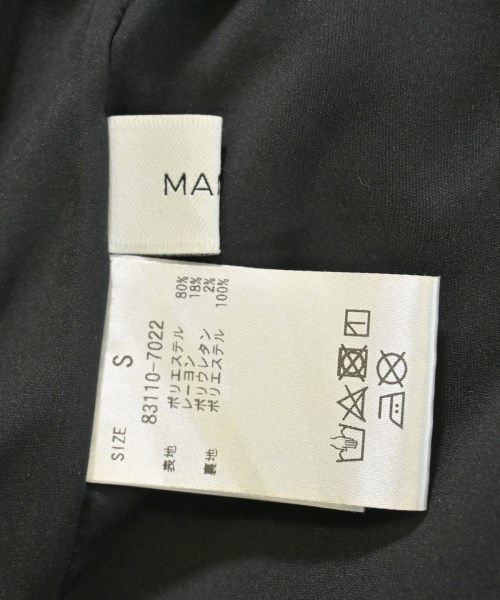 MA
SIZE S
83110-7022
表地 ポリエステル 80%
レーヨン 18%
ポリウレタン 2%
裏地 ポリエステル 100%